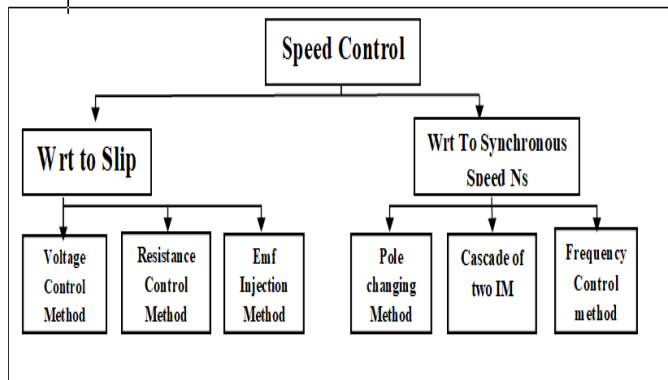 Speed Control
Wrt to Slip
Wrt To Synchronous
Speed Ns
Voltage
Control
Method
Resistance
Control
Method
Emf
Injection
Method
Pole
changing
Method
Cascade of
two IM
Frequency
Control
method